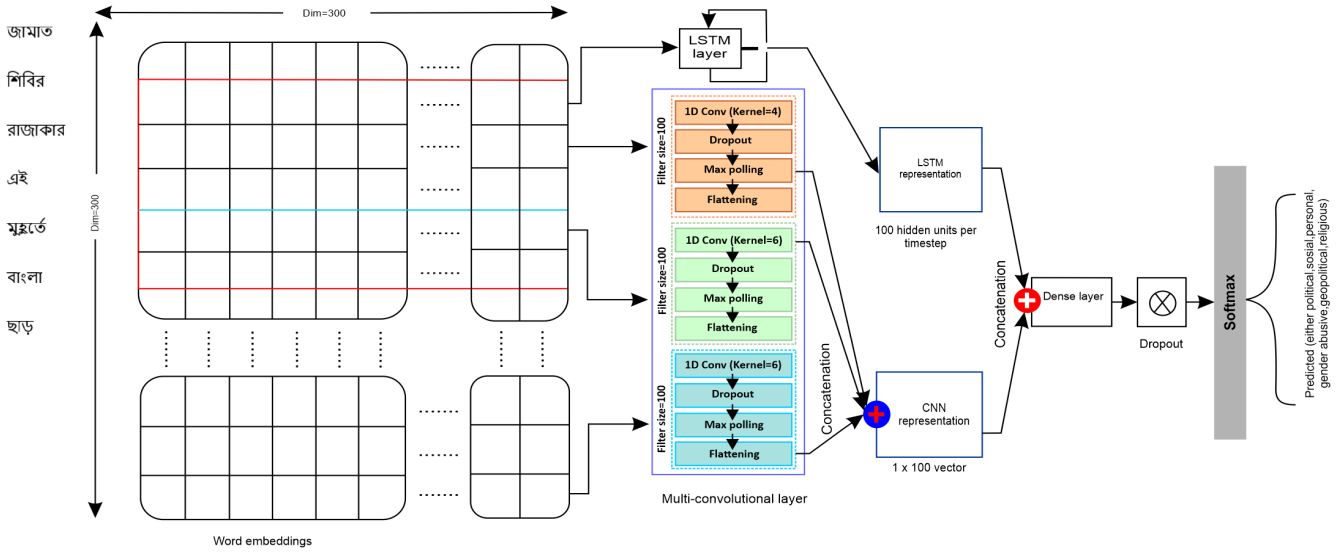 Dim=300
জামাত
শিবির
রাজাকার
এই
মুহূর্তে
বাংলা
ছাড়
Dim=300
Word embeddings
LSTM
layer
Filter size=100
1D Conv (Kernel=4)
Dropout
Max polling
Flattening
Filter size=100
1D Conv (Kernel=6)
Dropout
Max polling
Flattening
Filter size=100
1D Conv (Kernel=6)
Dropout
Max polling
Flattening
Multi-convolutional layer
Concatenation
LSTM
representation
100 hidden units per
timestep
CNN
representation
1 x 100 vector
Concatenation
Dense layer
Dropout
Softmax
Predicted (either political,sosial,personal,
gender abusive,geopolitical,religious)